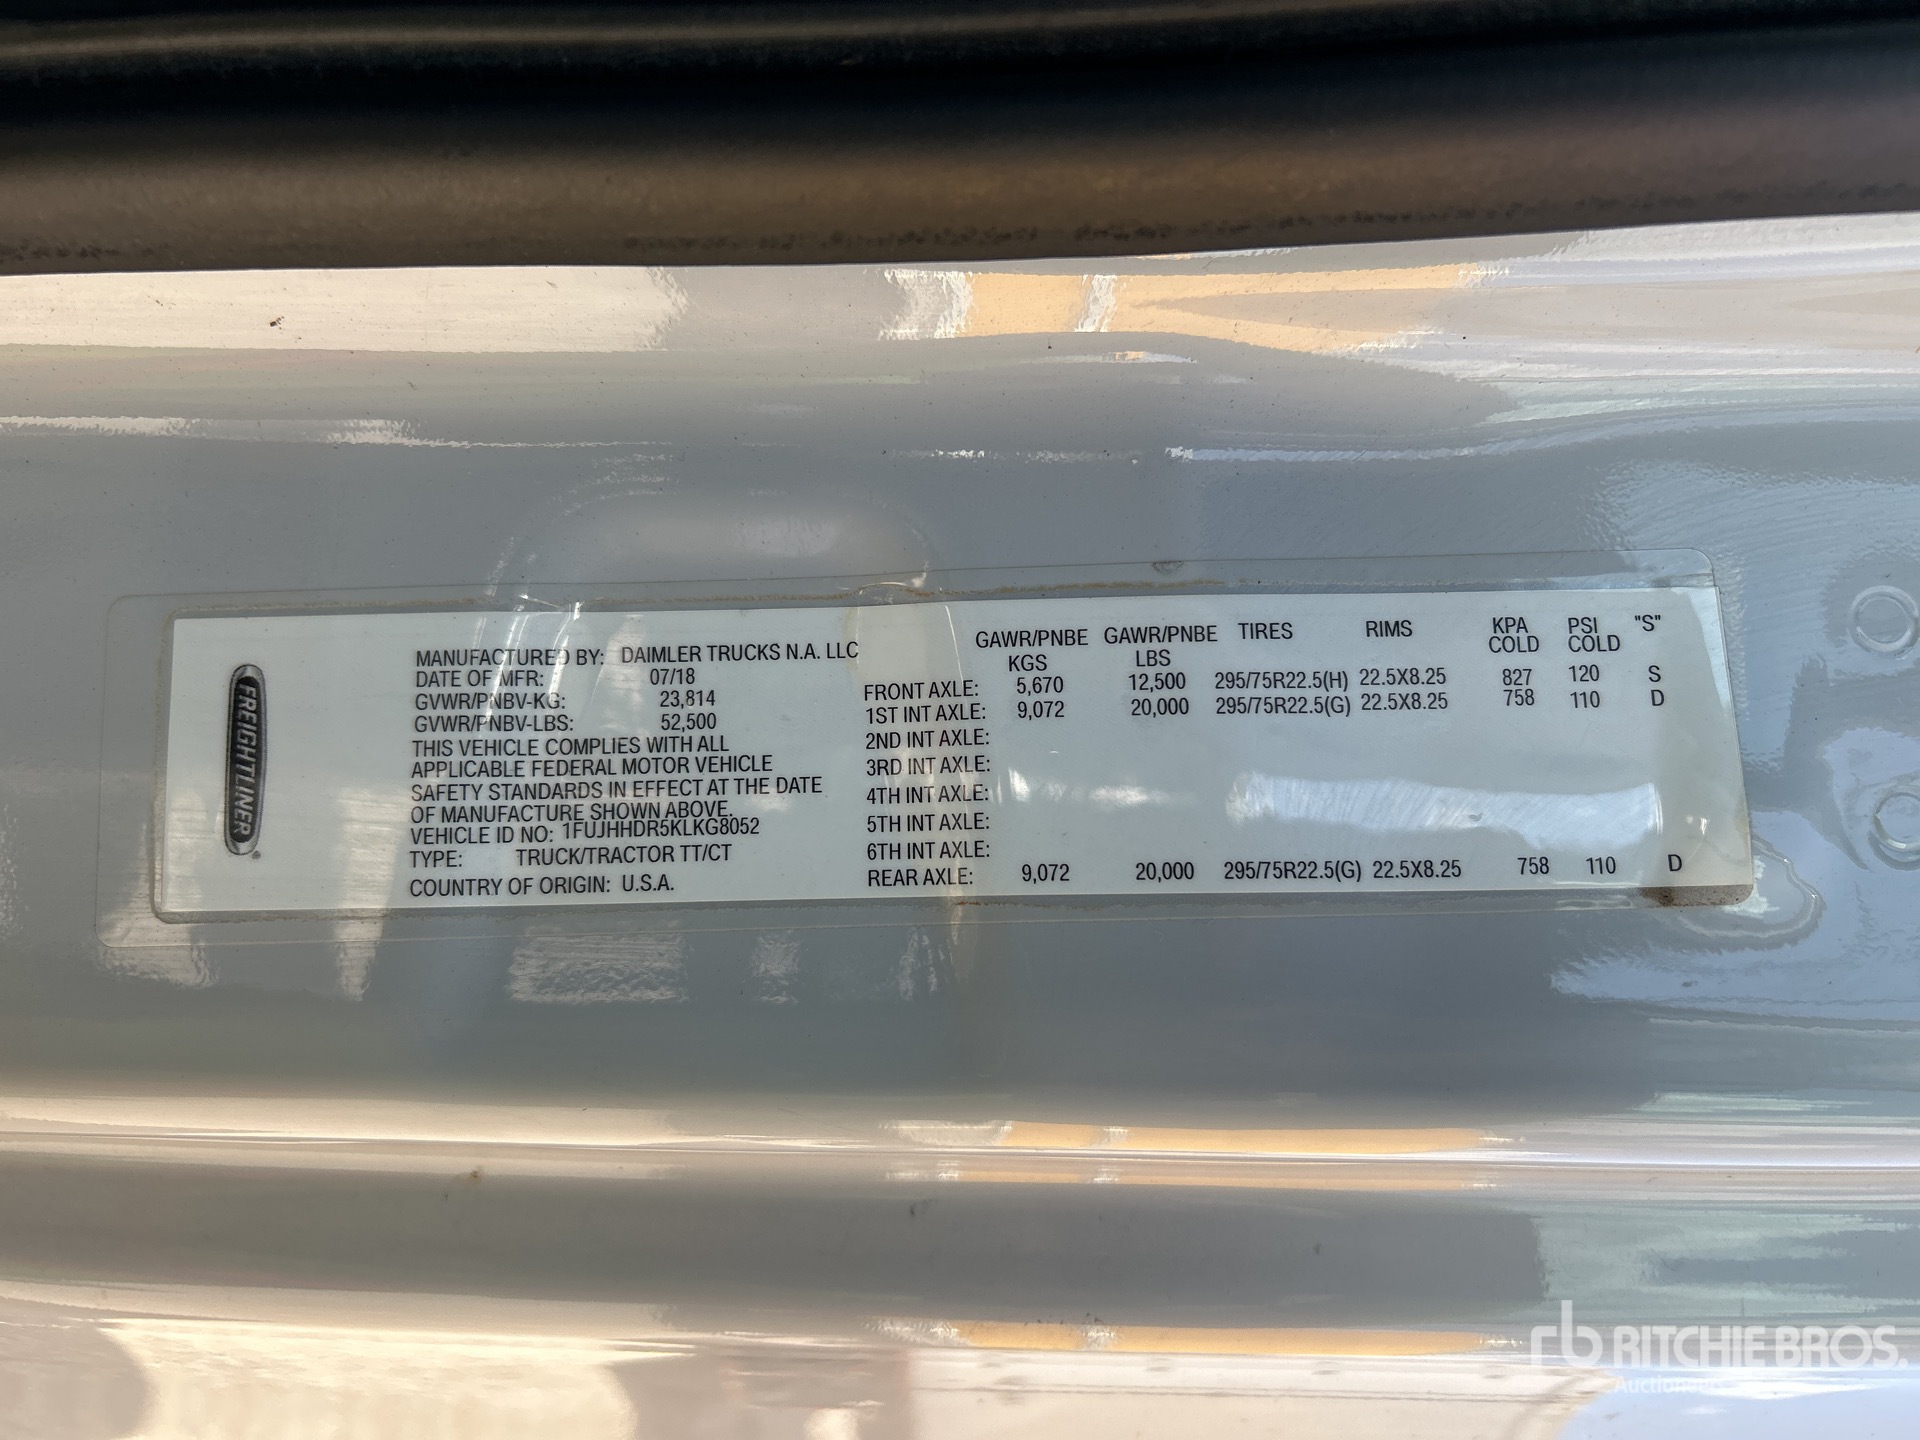 FREIGHTLINER
MANUFACTURED BY: DAIMLER TRUCKS N.A. LLC
DATE OF MFR: 07/18
GVWR/PNBV-KG: 23,814
GVWR/PNBV-LBS: 52,500
THIS VEHICLE COMPLIES WITH ALL
APPLICABLE FEDERAL MOTOR VEHICLE
SAFETY STANDARDS IN EFFECT AT THE DATE
OF MANUFACTURE SHOWN ABOVE.
VEHICLE ID NO: 1FUJHHDR5KLKG8052
TYPE: TRUCK/TRACTOR TT/CT
COUNTRY OF ORIGIN: U.S.A.
GAWR/PNBE GAWR/PNBE TIRES RIMS KPA PSI "S"
KGS LBS COLD COLD
FRONT AXLE: 5,670 12,500 295/75R22.5(H) 22.5X8.25 827 120 S
1ST INT AXLE: 9,072 20,000 295/75R22.5(G) 22.5X8.25 758 110 D
2ND INT AXLE:
3RD INT AXLE:
4TH INT AXLE:
5TH INT AXLE:
6TH INT AXLE:
REAR AXLE: 9,072 20,000 295/75R22.5(G) 22.5X8.25 758 110 D
rb RITCHIE BROS.
Auctioneers